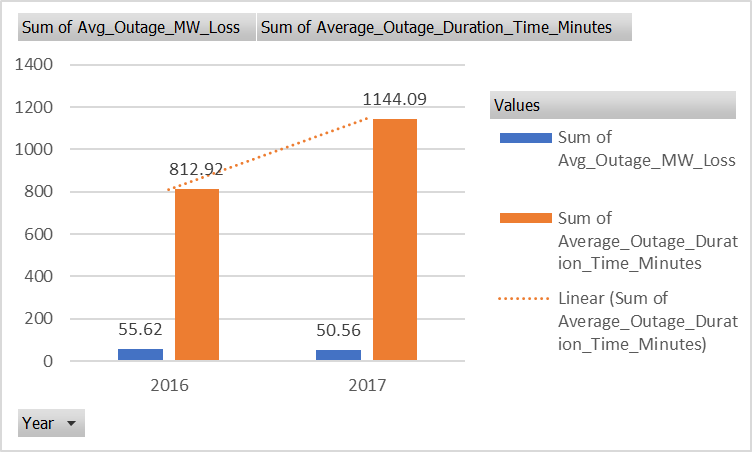 Sum of Avg_Outage_MW_Loss Sum of Average_Outage_Duration_Time_Minutes
1400
1200
1000
800
600
400
200
0
812.92
1144.09
55.62
50.56
2016 2017
Values
Sum of
Avg_Outage_MW_Loss
Sum of
Average_Outage_Durat
ion_Time_Minutes
Linear (Sum of
Average_Outage_Durat
ion_Time_Minutes)
Year